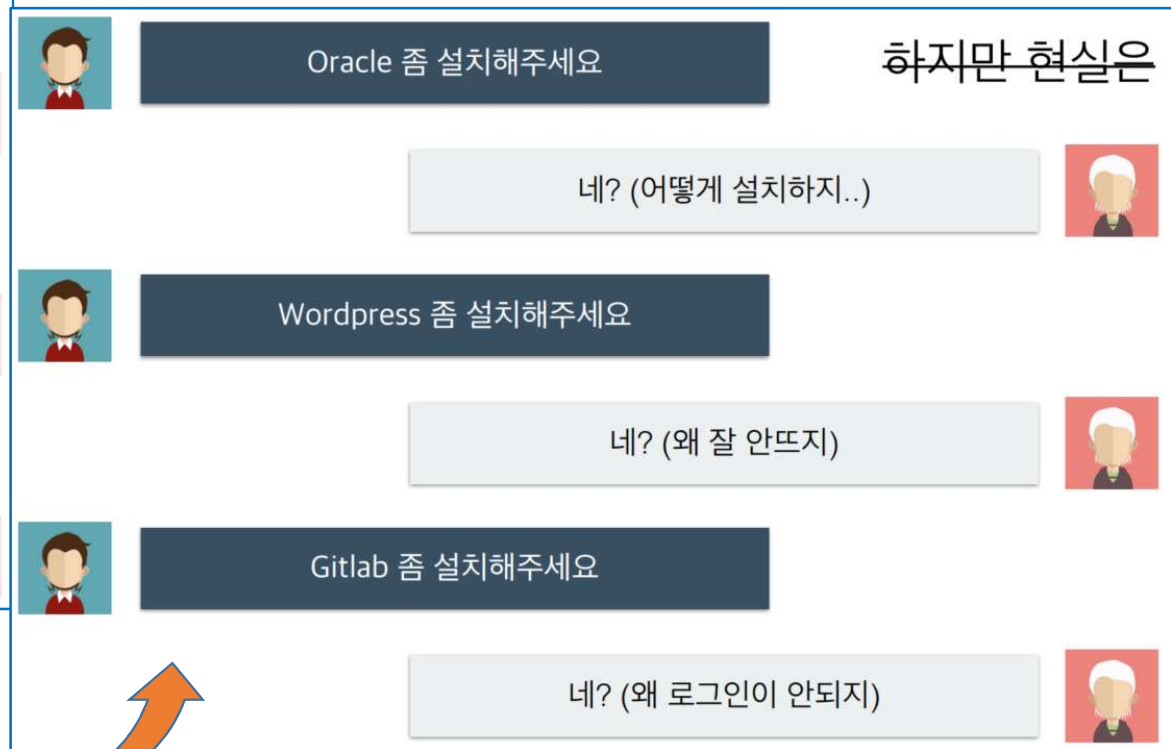 Oracle 좀 설치해주세요
하지만 현실은
네? (어떻게 설치하지..)
Wordpress 좀 설치해주세요
네? (왜 잘 안뜨지)
Gitlab 좀 설치해주세요
네? (왜 로그인이 안되지)